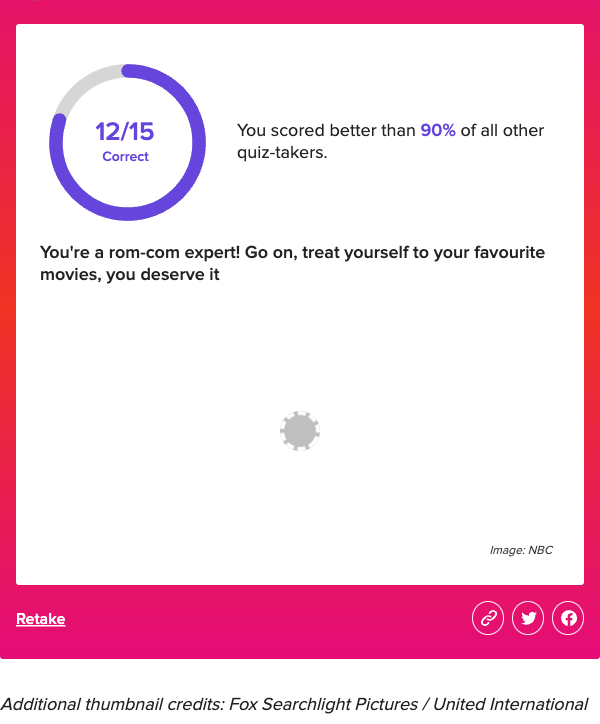 12/15
Correct
You scored better than 90% of all other
quiz-takers.
You're a rom-com expert! Go on, treat yourself to your favourite
movies, you deserve it
Image: NBC
Retake
Additional thumbnail credits: Fox Searchlight Pictures / United International